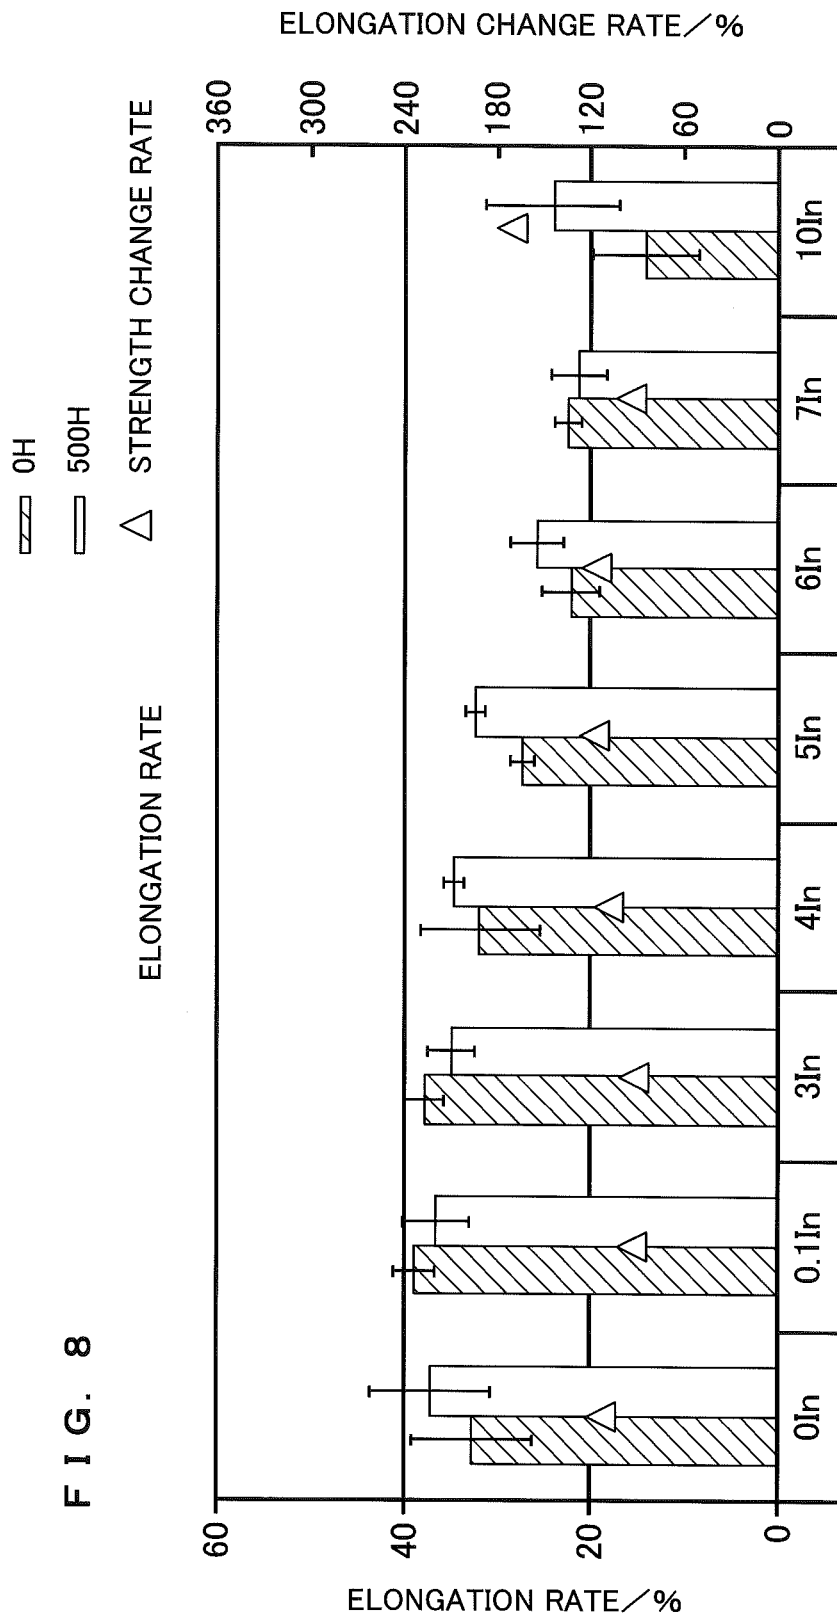 FIG. 8
ELONGATION RATE
0H
500H
STRENGTH CHANGE RATE
ELONGATION RATE/%
60
40
20
0
ELONGATION CHANGE RATE/%
360
300
240
180
120
60
0
0In
0.1In
3In
4In
5In
6In
7In
10In